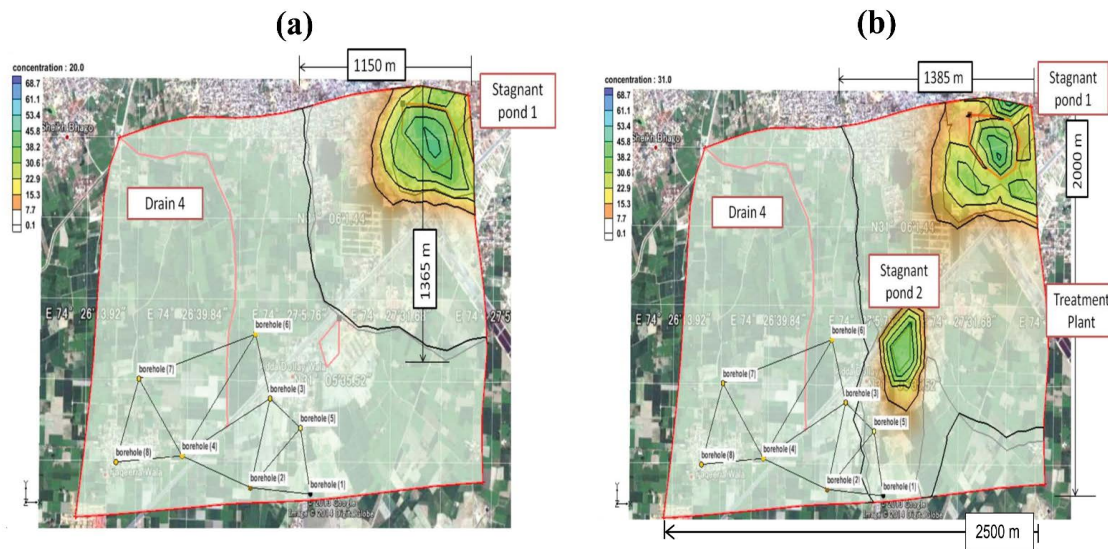 (a)
(b)
concentration : 20.0
68.7
61.1
53.4
45.8
38.2
30.6
22.9
15.3
7.7
0.1
Sheikh Bhago
1150 m
Stagnant
pond 1
Drain 4
1365 m
borehole (6)
borehole (7)
borehole (3)
borehole (5)
borehole (4)
borehole (8)
borehole (2)
borehole (1)
concentration : 31.0
68.7
61.1
53.4
45.8
38.2
30.6
22.9
15.3
7.7
0.1
Sheikh Bhago
1385 m
Stagnant
pond 1
2000 m
Drain 4
Stagnant
pond 2
Treatment
Plant
borehole (6)
borehole (7)
borehole (3)
borehole (5)
borehole (4)
borehole (8)
borehole (2)
borehole (1)
2500 m